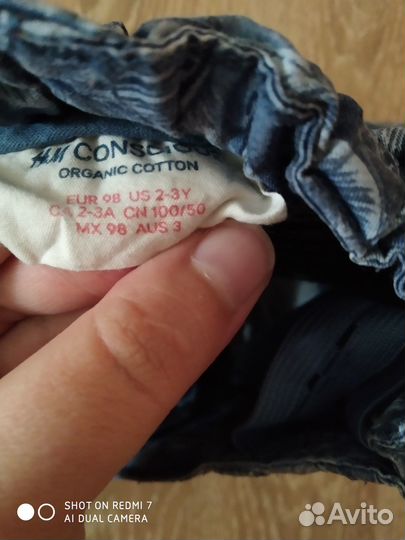 H&M CONSCIOUS
ORGANIC COTTON
EUR 98 US 2-3Y
CA 2-3A CN 100/50
MX 98 AUS 3
SHOT ON REDMI 7
AI DUAL CAMERA
Avito